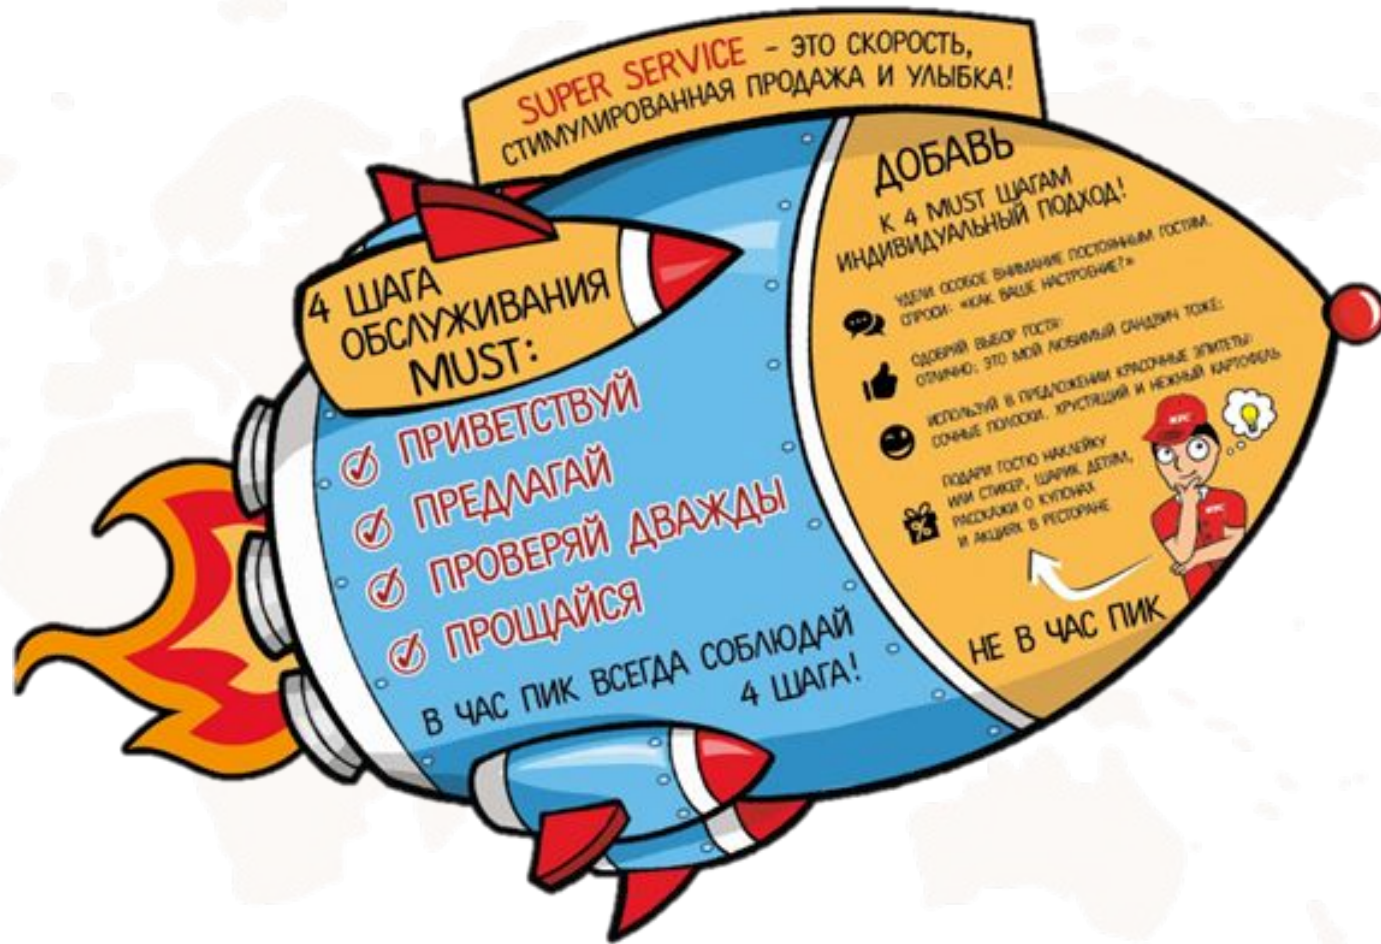 SUPER SERVICE - ЭТО СКОРОСТЬ,
СТИМУЛИРОВАННАЯ ПРОДАЖА И УЛЫБКА!
4 ШАГА
ОБСЛУЖИВАНИЯ
MUST:
ПРИВЕТСТВУЙ
ПРЕДЛАГАЙ
ПРОВЕРЯЙ ДВАЖДЫ
ПРОЩАЙСЯ
В ЧАС ПИК ВСЕГДА СОБЛЮДАЙ
4 ШАГА!
ДОБАВЬ
К 4 MUST ШАГАМ
ИНДИВИДУАЛЬНЫЙ ПОДХОД!
УДЕЛИ ОСОБОЕ ВНИМАНИЕ ПОСТОЯННЫМ ГОСТЯМ.
СПРОСИ: «КАК ВАШЕ НАСТРОЕНИЕ?»
ОДОБРЯЙ ВЫБОР ГОСТЯ:
ОТЛИЧНО: ЭТО МОЙ ЛЮБИМЫЙ САНДВИЧ ТОЖЕ:
ИСПОЛЬЗУЙ В ПРЕДЛОЖЕНИИ КРАСОЧНЫЕ ЭПИТЕТЫ:
СОЧНЫЕ ПОЛОСКИ. ХРУСТЯЩИЙ И НЕЖНЫЙ КАРТОФЕЛЬ
ПОДАРИ ГОСТЮ НАКЛЕЙКУ
ИЛИ СТИКЕР, ШАРИК ДЕТЯМ,
РАССКАЖИ О КУПОНАХ
И АКЦИЯХ В РЕСТОРАНЕ
KFC
KFC
НЕ В ЧАС ПИК